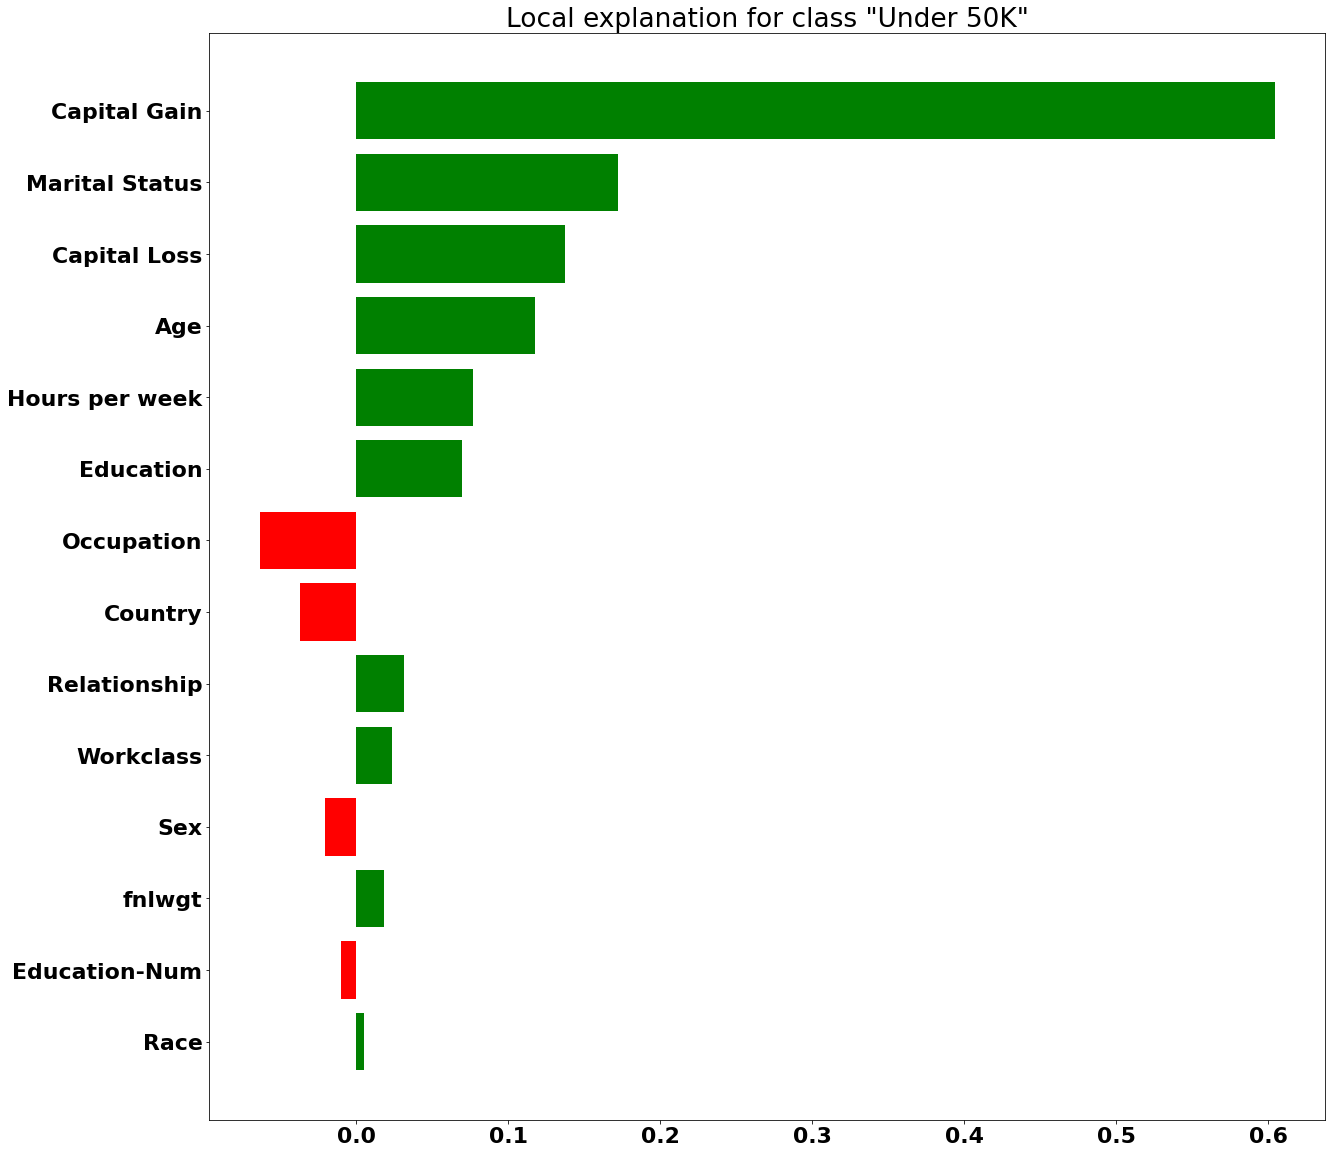 Local explanation for class "Under 50K"
Capital Gain
Marital Status
Capital Loss
Age
Hours per week
Education
Occupation
Country
Relationship
Workclass
Sex
fnlwgt
Education-Num
Race
0.0 0.1 0.2 0.3 0.4 0.5 0.6